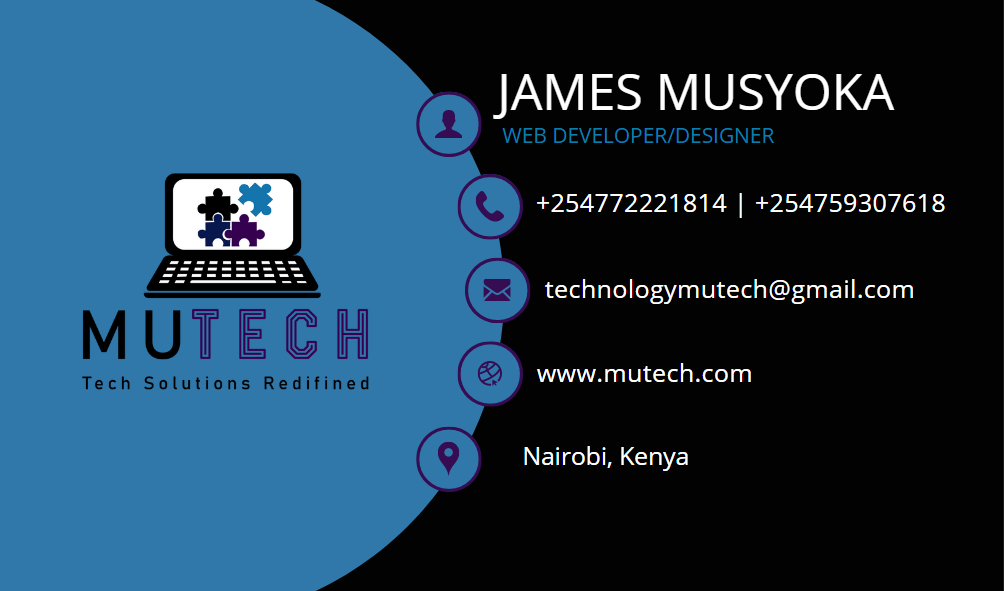 JAMES MUSYOKA
WEB DEVELOPER/DESIGNER
+254772221814 | +254759307618
technologymutech@gmail.com
www.mutech.com
Nairobi, Kenya
MUTECH
Tech Solutions Redifined